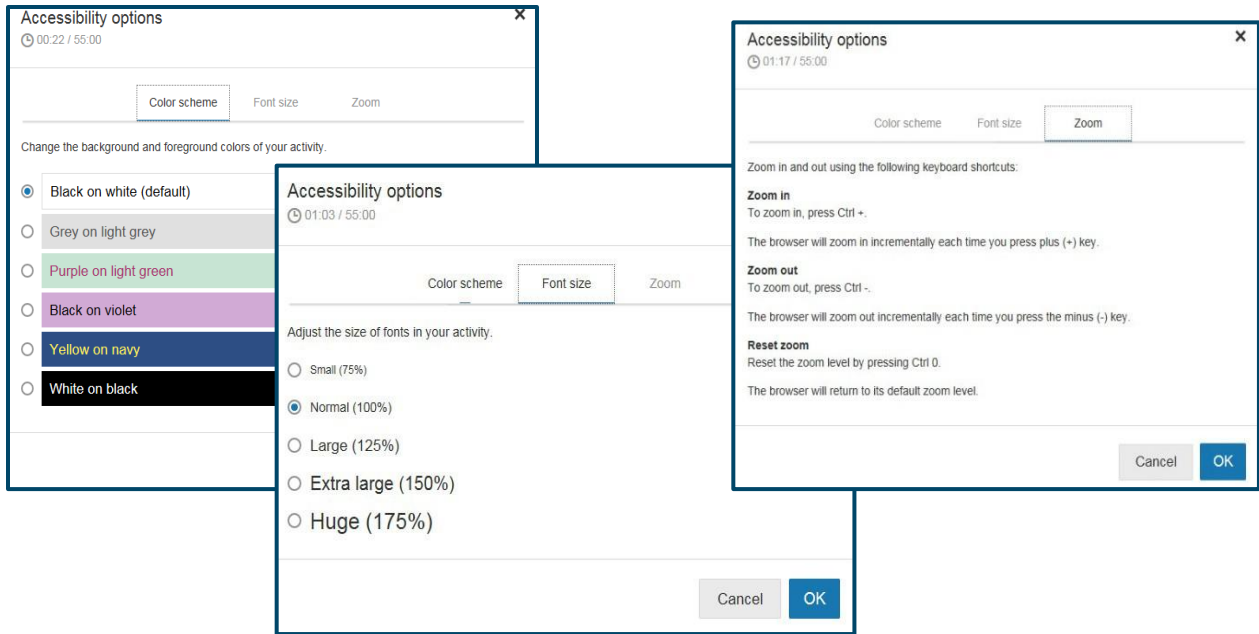 Accessibility options
00:22 / 55:00
Color scheme Font size Zoom
Change the background and foreground colors of your activity.
Black on white (default)
Grey on light grey
Purple on light green
Black on violet
Yellow on navy
White on black
Accessibility options
01:03 / 55:00
Color scheme Font size Zoom
Adjust the size of fonts in your activity.
Small (75%)
Normal (100%)
Large (125%)
Extra large (150%)
Huge (175%)
Cancel OK
Accessibility options
01:17 / 55:00
Color scheme Font size Zoom
Zoom in and out using the following keyboard shortcuts:
Zoom in
To zoom in, press Ctrl +.
The browser will zoom in incrementally each time you press plus (+) key.
Zoom out
To zoom out, press Ctrl -.
The browser will zoom out incrementally each time you press the minus (-) key.
Reset zoom
Reset the zoom level by pressing Ctrl 0.
The browser will return to its default zoom level.
Cancel OK